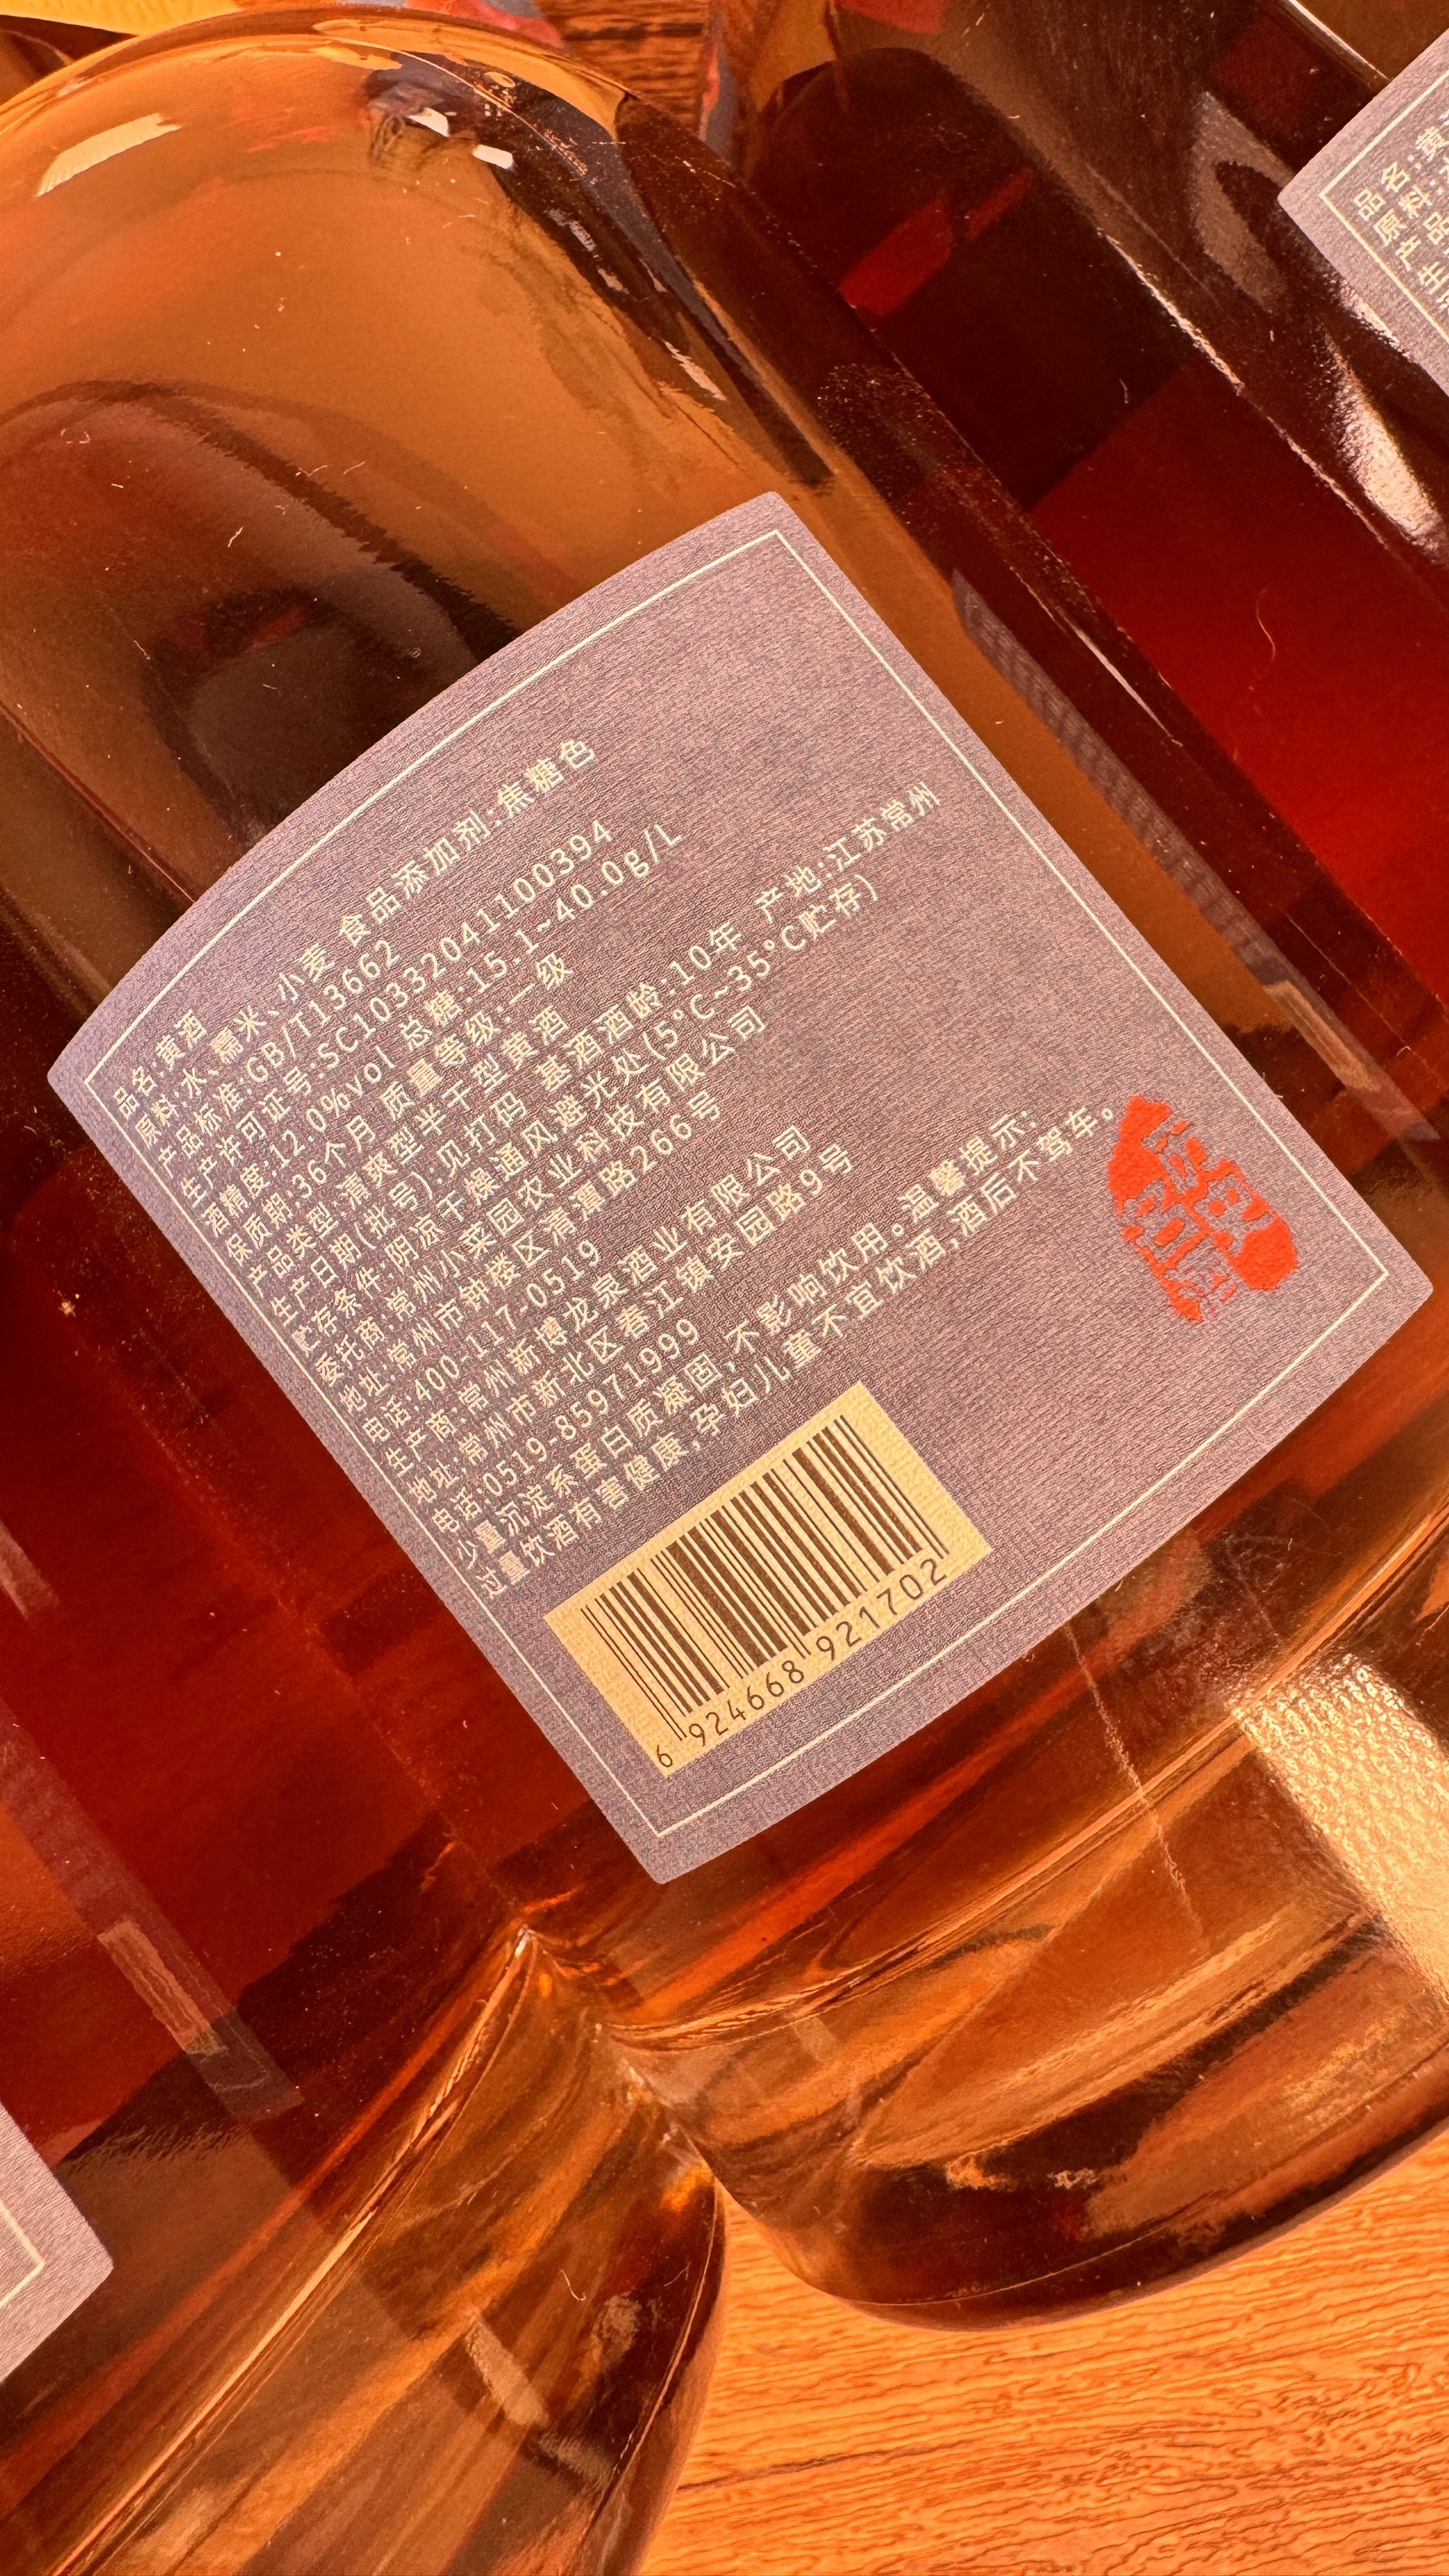 品名:黄酒
原料:水、糯米、小麦 食品添加剂:焦糖色
产品标准:GB/T13662
生产许可证号:SC10332041100394
酒精度:12.0%vol 总糖:15.1~40.0g/L
保质期:36个月 质量等级:一级
产品类型:清爽型半干型黄酒
生产日期(批号):见打码 基酒酒龄:10年 产地:江苏常州
贮存条件:阴凉干燥通风避光处(5°C~35°C贮存)
委托商:常州小菜园农业科技有限公司
地址:常州市钟楼区清潭路266号
电话:400-117-0519
生产商:常州新博龙泉酒业有限公司
地址:常州市新北区春江镇安园路9号
电话:0519-85971999
少量沉淀系蛋白质凝固,不影响饮用。温馨提示:
过量饮酒有害健康,孕妇儿童不宜饮酒,酒后不驾车。
6 924668 921702
品名:黄
原料: